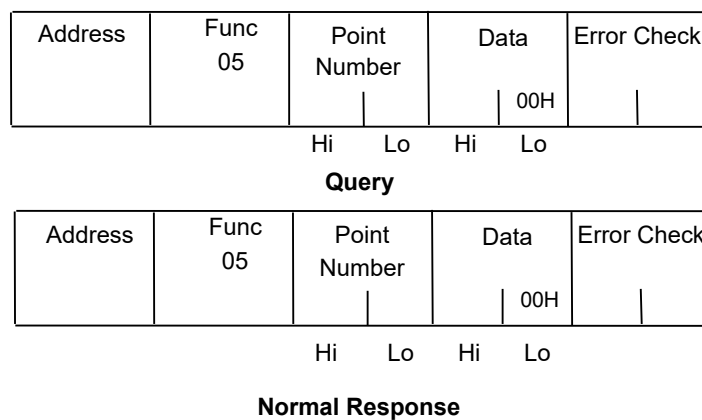 Address Func Point Data Error Check
05 Number
00H
Hi Lo Hi Lo
Query
Address Func Point Data Error Check
05 Number
00H
Hi Lo Hi Lo
Normal Response